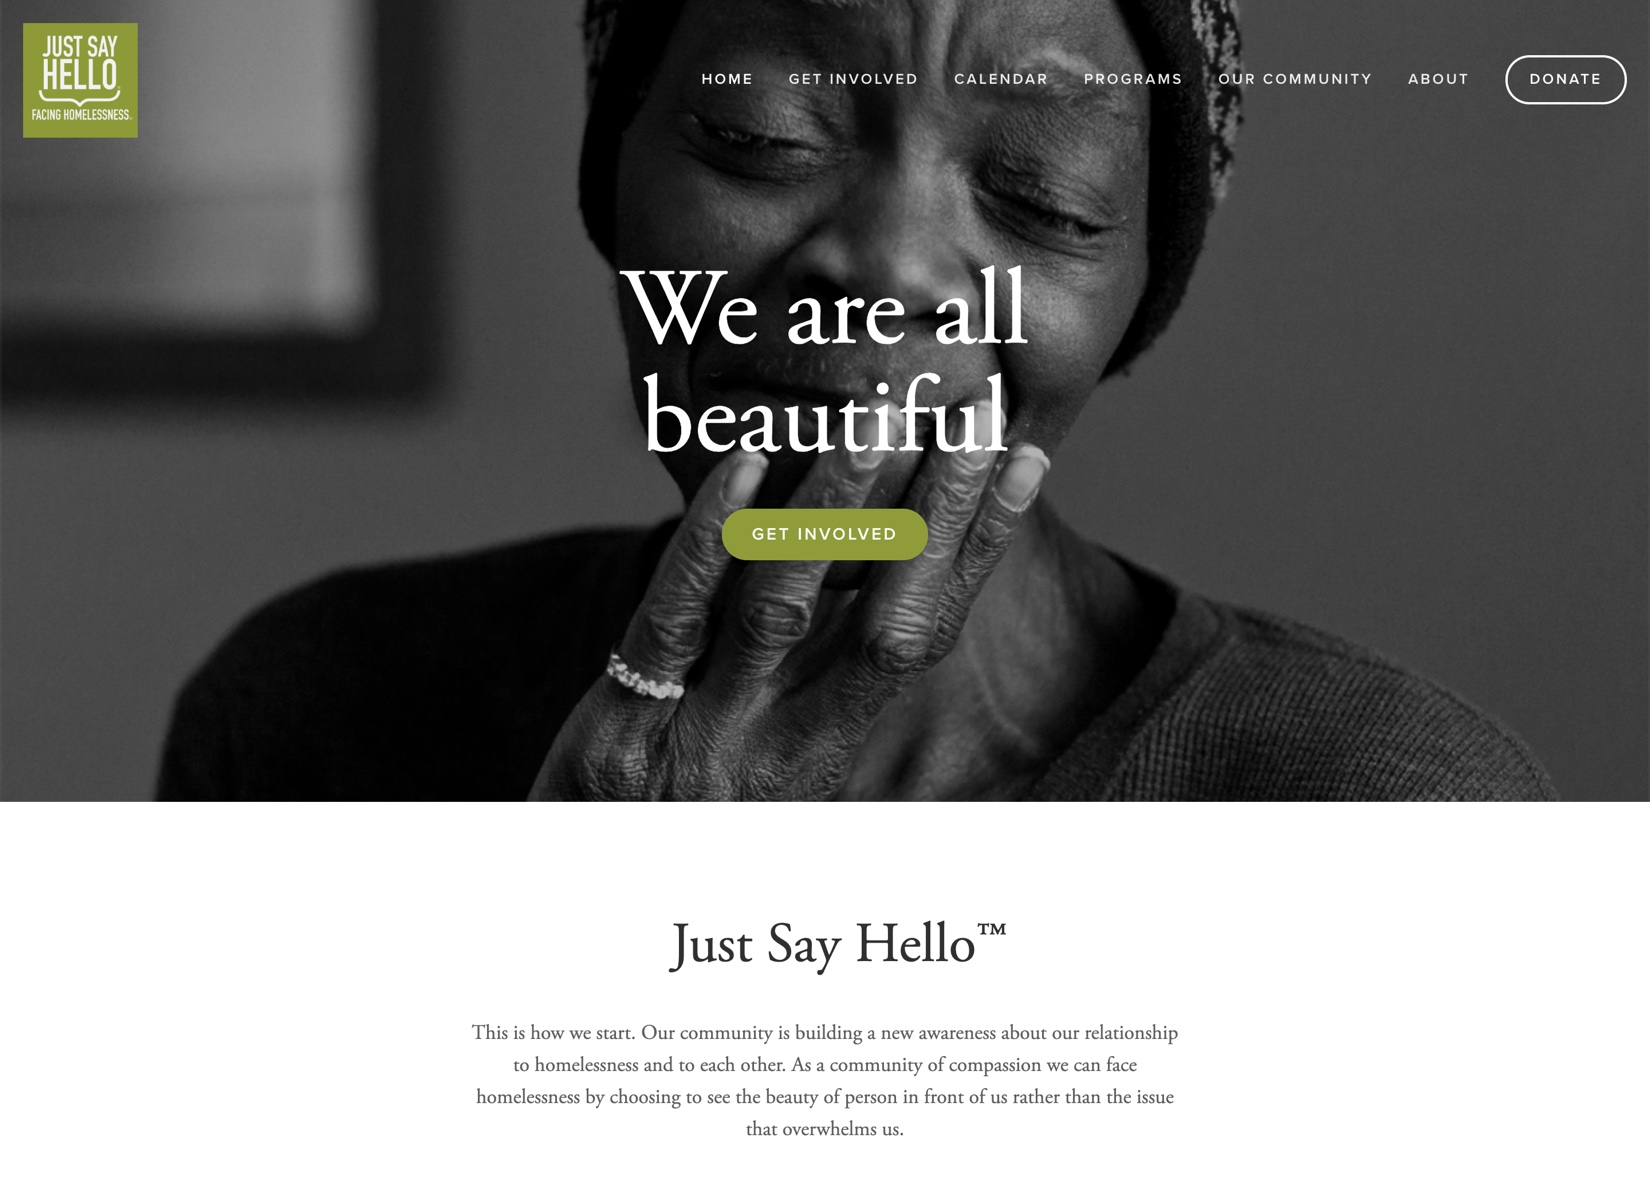 JUST SAY
HELLO
FACING HOMELESSNESS
HOME GET INVOLVED CALENDAR PROGRAMS OUR COMMUNITY ABOUT DONATE
We are all
beautiful
GET INVOLVED
Just Say Hello™
This is how we start. Our community is building a new awareness about our relationship
to homelessness and to each other. As a community of compassion we can face
homelessness by choosing to see the beauty of person in front of us rather than the issue
that overwhelms us.